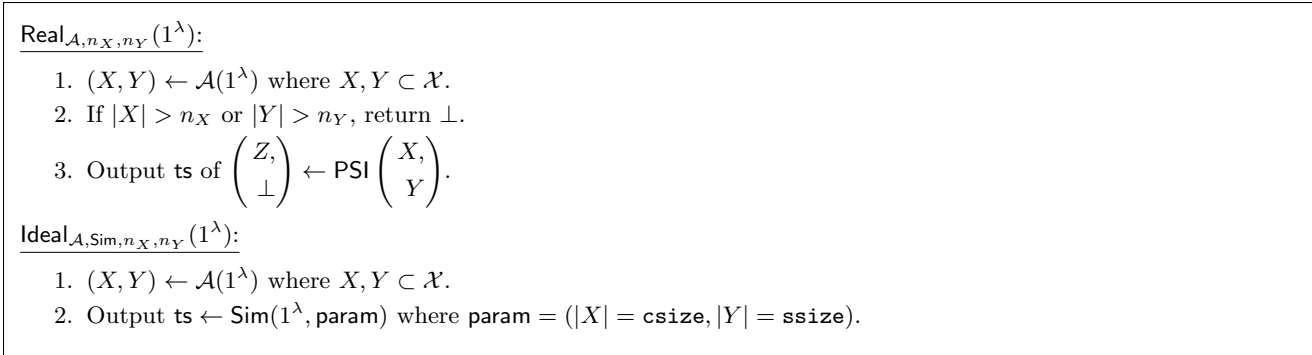 Real_{𝒜,n_X,n_Y}(1^λ):
1. (X, Y) ← 𝒜(1^λ) where X, Y ⊂ 𝒳.
2. If |X| > n_X or |Y| > n_Y, return ⊥.
3. Output ts of (Z, ⊥) ← PSI (X, Y).
Ideal_{𝒜,Sim,n_X,n_Y}(1^λ):
1. (X, Y) ← 𝒜(1^λ) where X, Y ⊂ 𝒳.
2. Output ts ← Sim(1^λ, param) where param = (|X| = csize, |Y| = ssize).